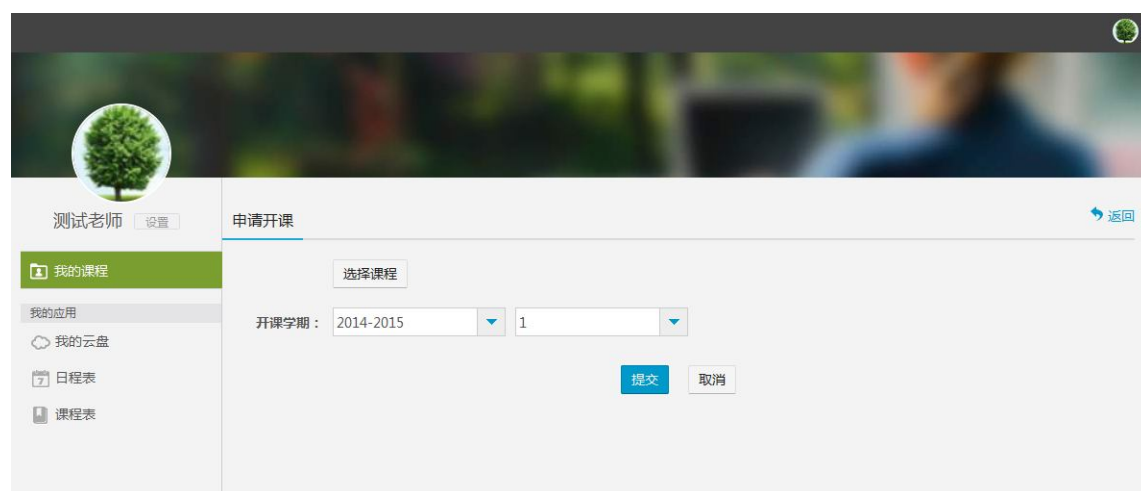 测试老师 设置
申请开课
返回
我的课程
我的应用
我的云盘
7 日程表
课程表
选择课程
开课学期： 2014-2015 1
提交 取消